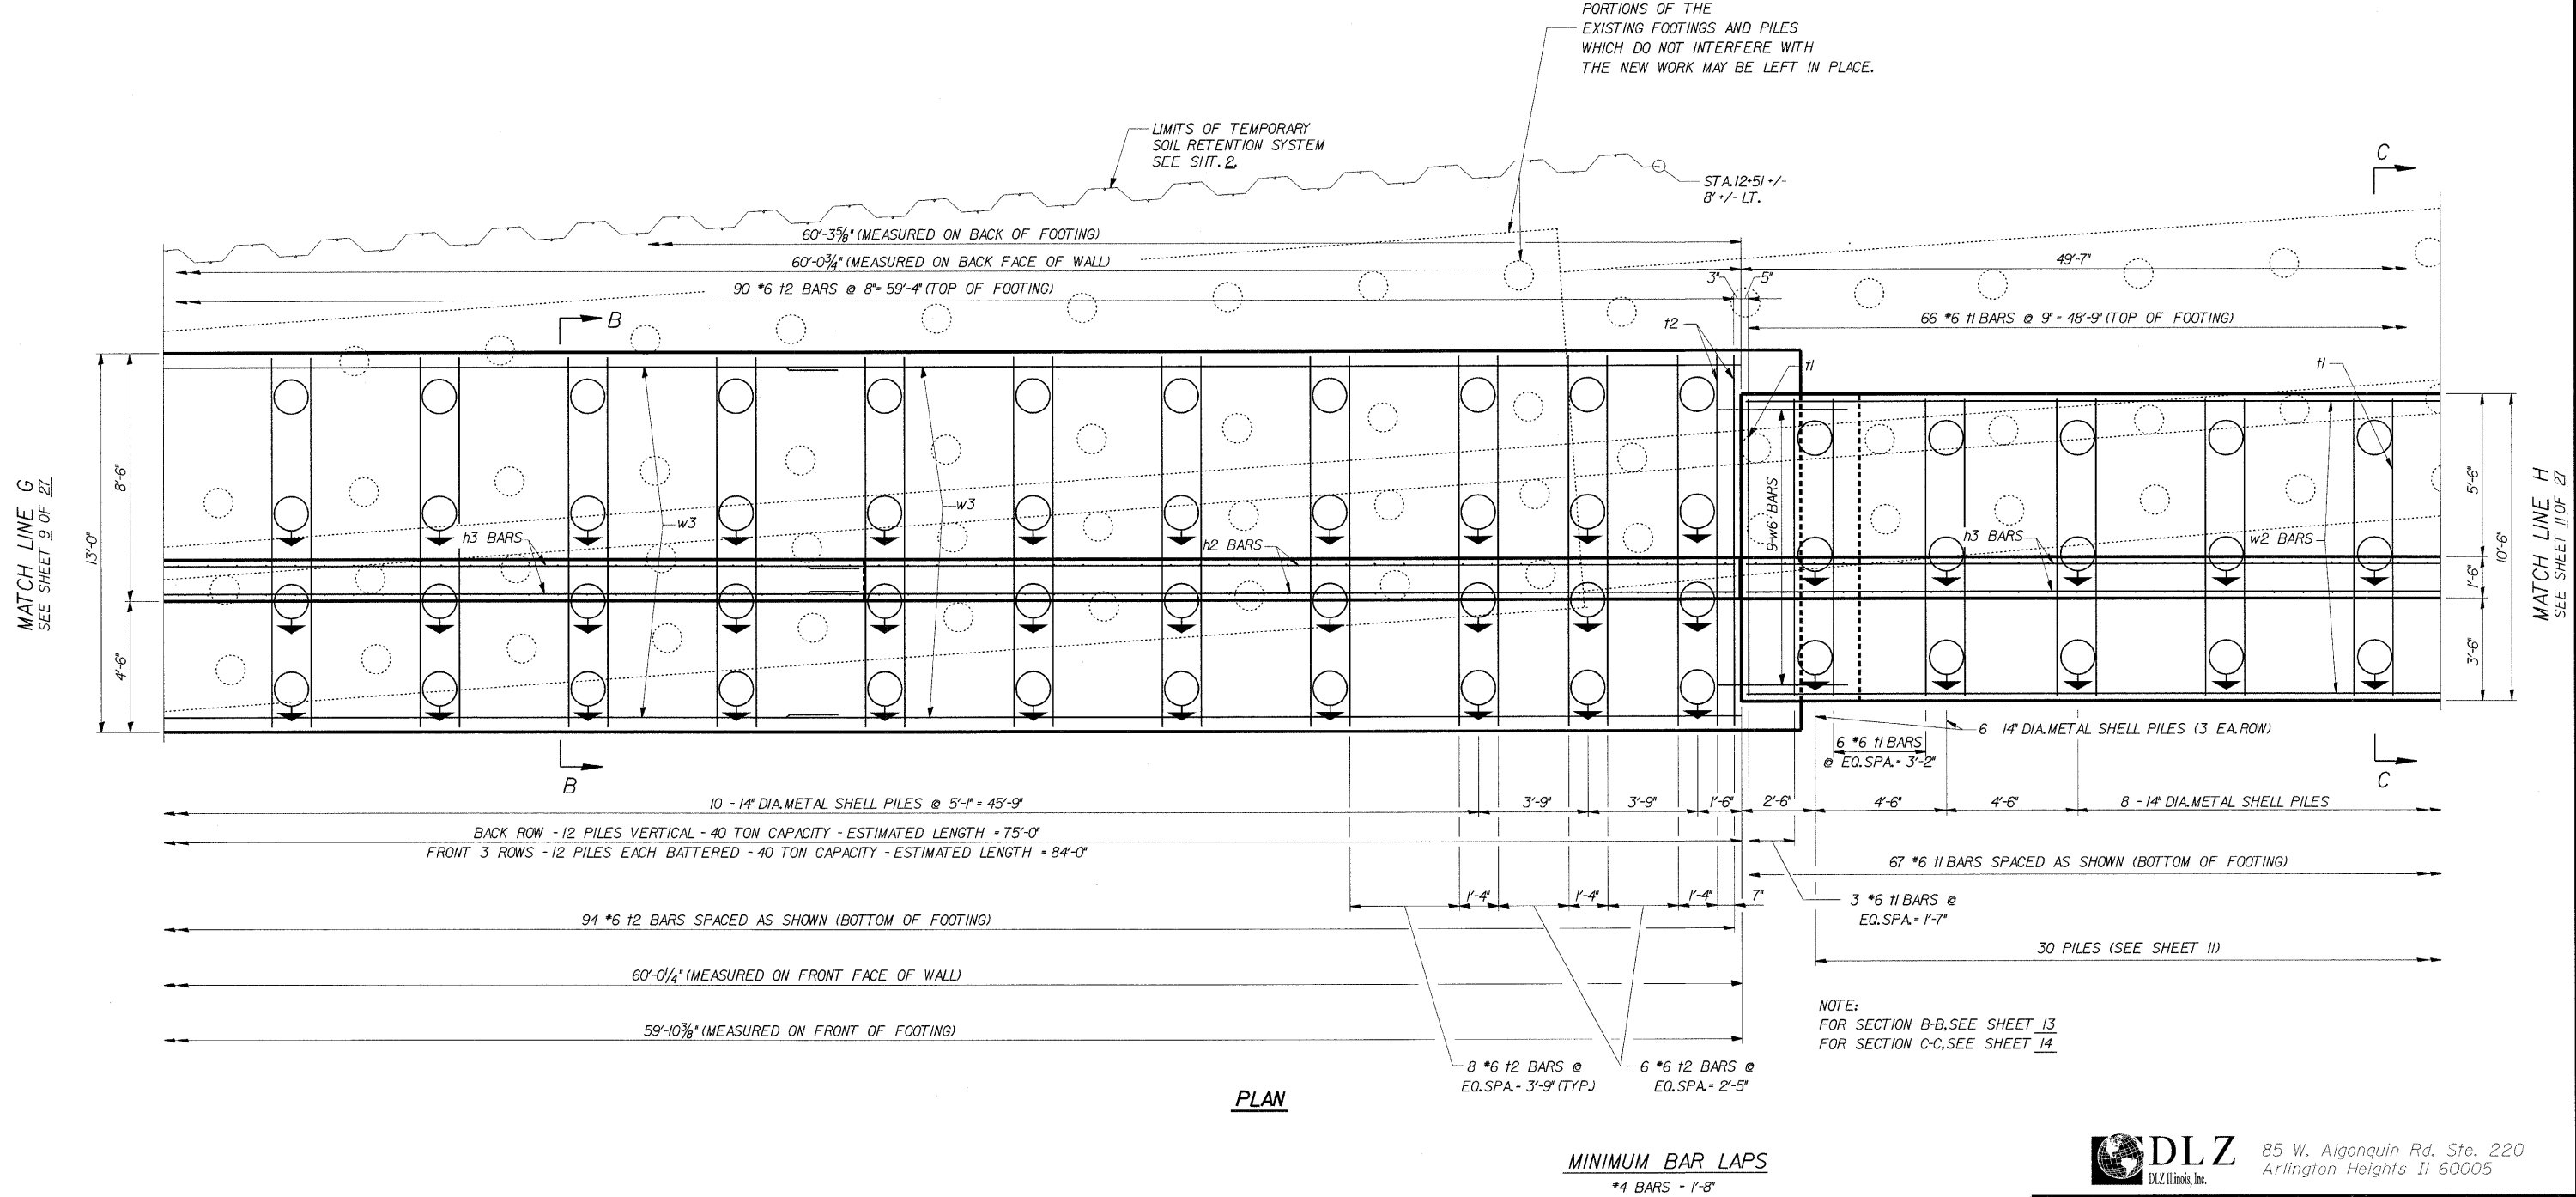 PORTIONS OF THE
EXISTING FOOTINGS AND PILES
WHICH DO NOT INTERFERE WITH
THE NEW WORK MAY BE LEFT IN PLACE.
LIMITS OF TEMPORARY
SOIL RETENTION SYSTEM
SEE SHT. 2.
STA. 12+51 +/-
8' +/- LT.
C
60'-3⅝" (MEASURED ON BACK OF FOOTING)
60'-0¾" (MEASURED ON BACK FACE OF WALL)
49'-7"
3"
5"
90 #6 t2 BARS @ 8" = 59'-4" (TOP OF FOOTING)
B
t2
66 #6 t1 BARS @ 9" = 48'-9" (TOP OF FOOTING)
t1
t1
MATCH LINE G
SEE SHEET 9 OF 27
13'-0"
8'-6"
4'-6"
w3
w3
h3 BARS
h2 BARS
9-w6 BARS
h3 BARS
w2 BARS
5'-6"
1'-6"
3'-6"
10'-6"
MATCH LINE H
SEE SHEET 11 OF 27
6 14" DIA. METAL SHELL PILES (3 EA. ROW)
6 #6 t1 BARS
@ EQ. SPA. = 3'-2"
B
C
10 - 14" DIA. METAL SHELL PILES @ 5'-1" = 45'-9"
3'-9"
3'-9"
1'-6"
2'-6"
4'-6"
4'-6"
8 - 14" DIA. METAL SHELL PILES
BACK ROW - 12 PILES VERTICAL - 40 TON CAPACITY - ESTIMATED LENGTH = 75'-0"
FRONT 3 ROWS - 12 PILES EACH BATTERED - 40 TON CAPACITY - ESTIMATED LENGTH = 84'-0"
67 #6 t1 BARS SPACED AS SHOWN (BOTTOM OF FOOTING)
1'-4"
1'-4"
1'-4"
7"
3 #6 t1 BARS @
EQ. SPA. = 1'-7"
94 #6 t2 BARS SPACED AS SHOWN (BOTTOM OF FOOTING)
30 PILES (SEE SHEET 11)
60'-0¼" (MEASURED ON FRONT FACE OF WALL)
NOTE:
FOR SECTION B-B, SEE SHEET 13
FOR SECTION C-C, SEE SHEET 14
59'-10⅜" (MEASURED ON FRONT OF FOOTING)
8 #6 t2 BARS @
EQ. SPA. = 3'-9" (TYP.)
6 #6 t2 BARS @
EQ. SPA. = 2'-5"
PLAN
MINIMUM BAR LAPS
#4 BARS = 1'-8"
DLZ
DLZ Illinois, Inc.
85 W. Algonquin Rd. Ste. 220
Arlington Heights Il 60005